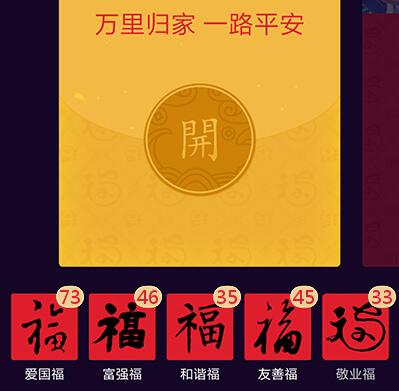 万里归家 一路平安
開
73 46 35 45 33
福 福 福 福 福
爱国福 富强福 和谐福 友善福 敬业福